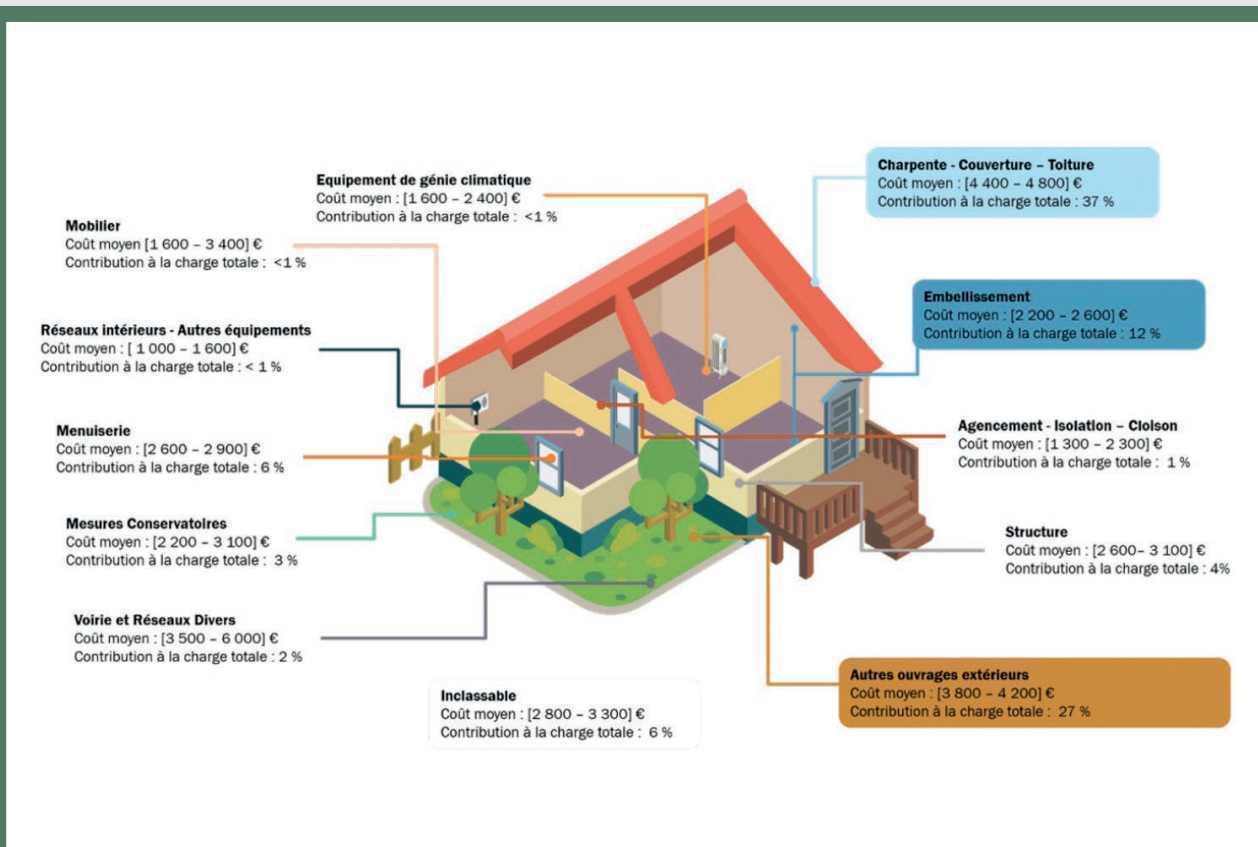 Equipement de génie climatique
Coût moyen : [1 600 – 2 400] €
Contribution à la charge totale : <1 %
Charpente - Couverture – Toiture
Coût moyen : [4 400 – 4 800] €
Contribution à la charge totale : 37 %
Mobilier
Coût moyen [1 600 – 3 400] €
Contribution à la charge totale : <1 %
Embellissement
Coût moyen : [2 200 – 2 600] €
Contribution à la charge totale : 12 %
Réseaux intérieurs - Autres équipements
Coût moyen : [ 1 000 – 1 600] €
Contribution à la charge totale : < 1 %
Menuiserie
Coût moyen : [2 600 – 2 900] €
Contribution à la charge totale : 6 %
Agencement - Isolation – Cloison
Coût moyen : [1 300 – 2 300] €
Contribution à la charge totale : 1 %
Mesures Conservatoires
Coût moyen : [2 200 – 3 100] €
Contribution à la charge totale : 3 %
Structure
Coût moyen : [2 600– 3 100] €
Contribution à la charge totale : 4%
Voirie et Réseaux Divers
Coût moyen : [3 500 – 6 000] €
Contribution à la charge totale : 2 %
Autres ouvrages extérieurs
Coût moyen : [3 800 – 4 200] €
Contribution à la charge totale : 27 %
Inclassable
Coût moyen : [2 800 – 3 300] €
Contribution à la charge totale : 6 %